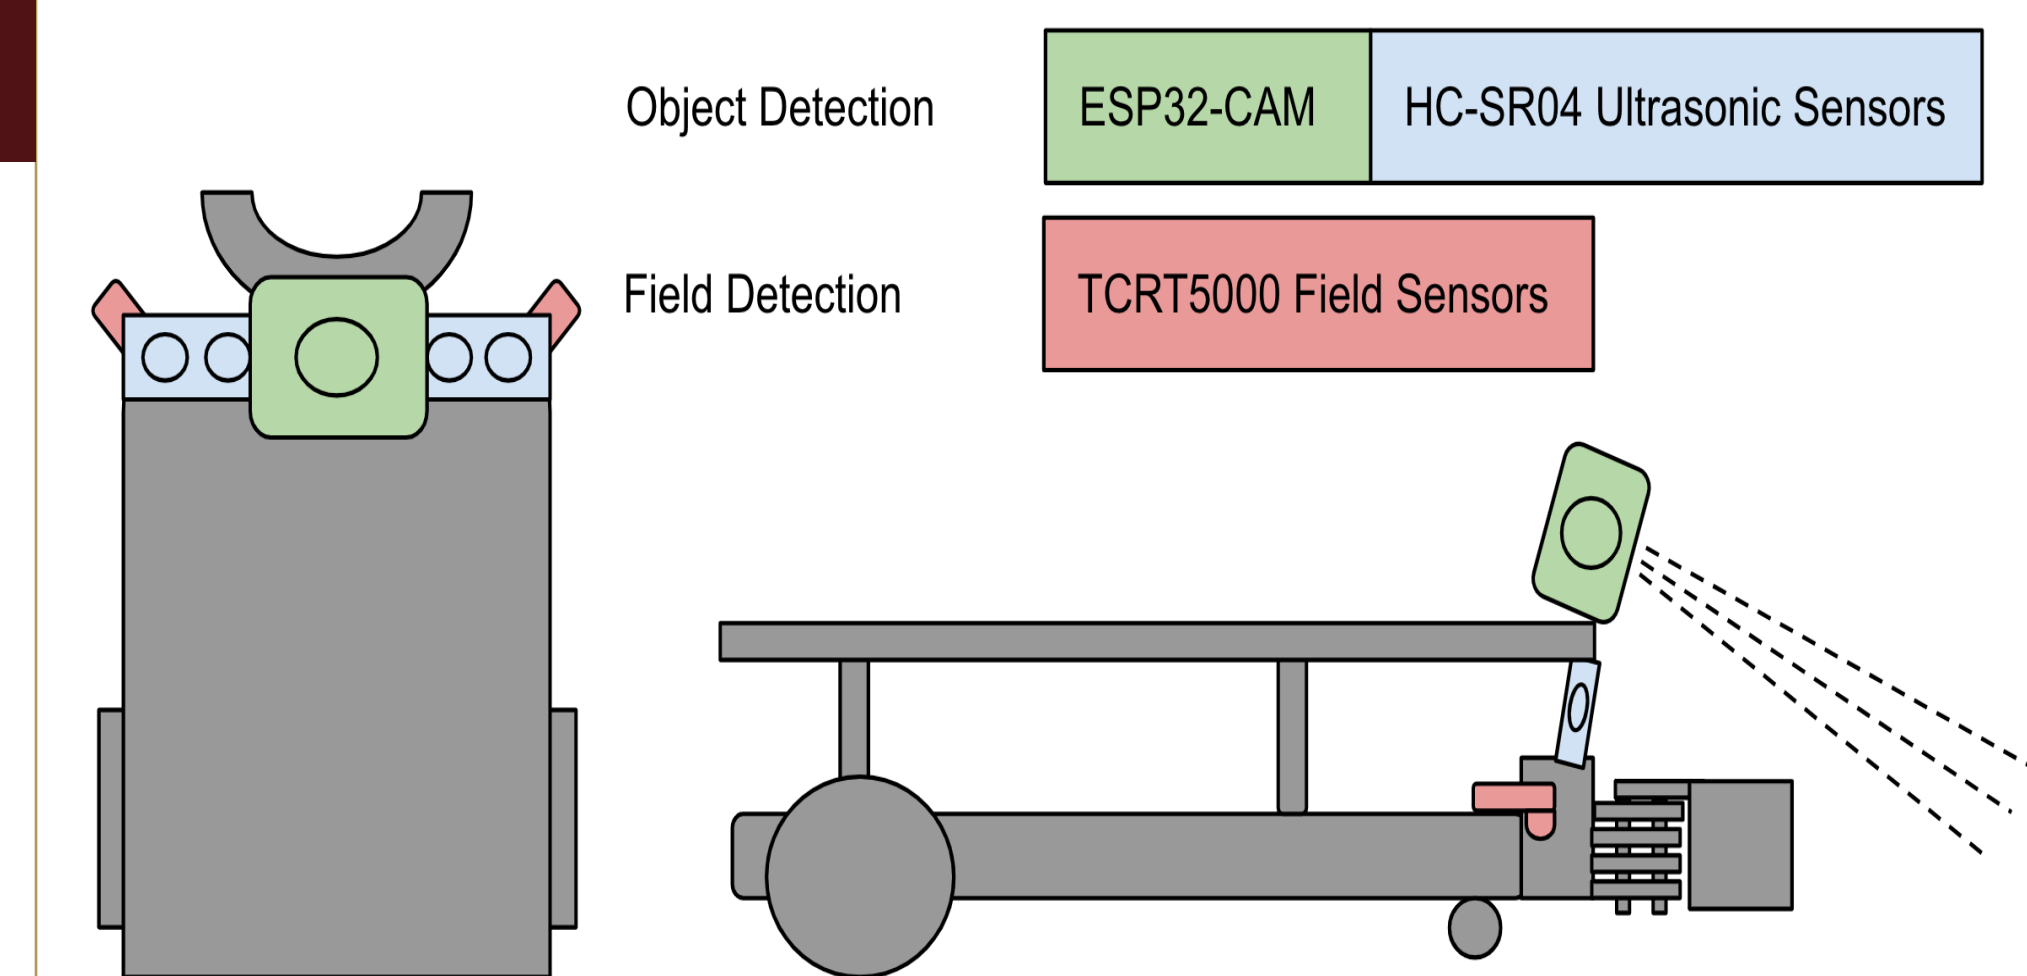 Object Detection
ESP32-CAM
HC-SR04 Ultrasonic Sensors
Field Detection
TCRT5000 Field Sensors